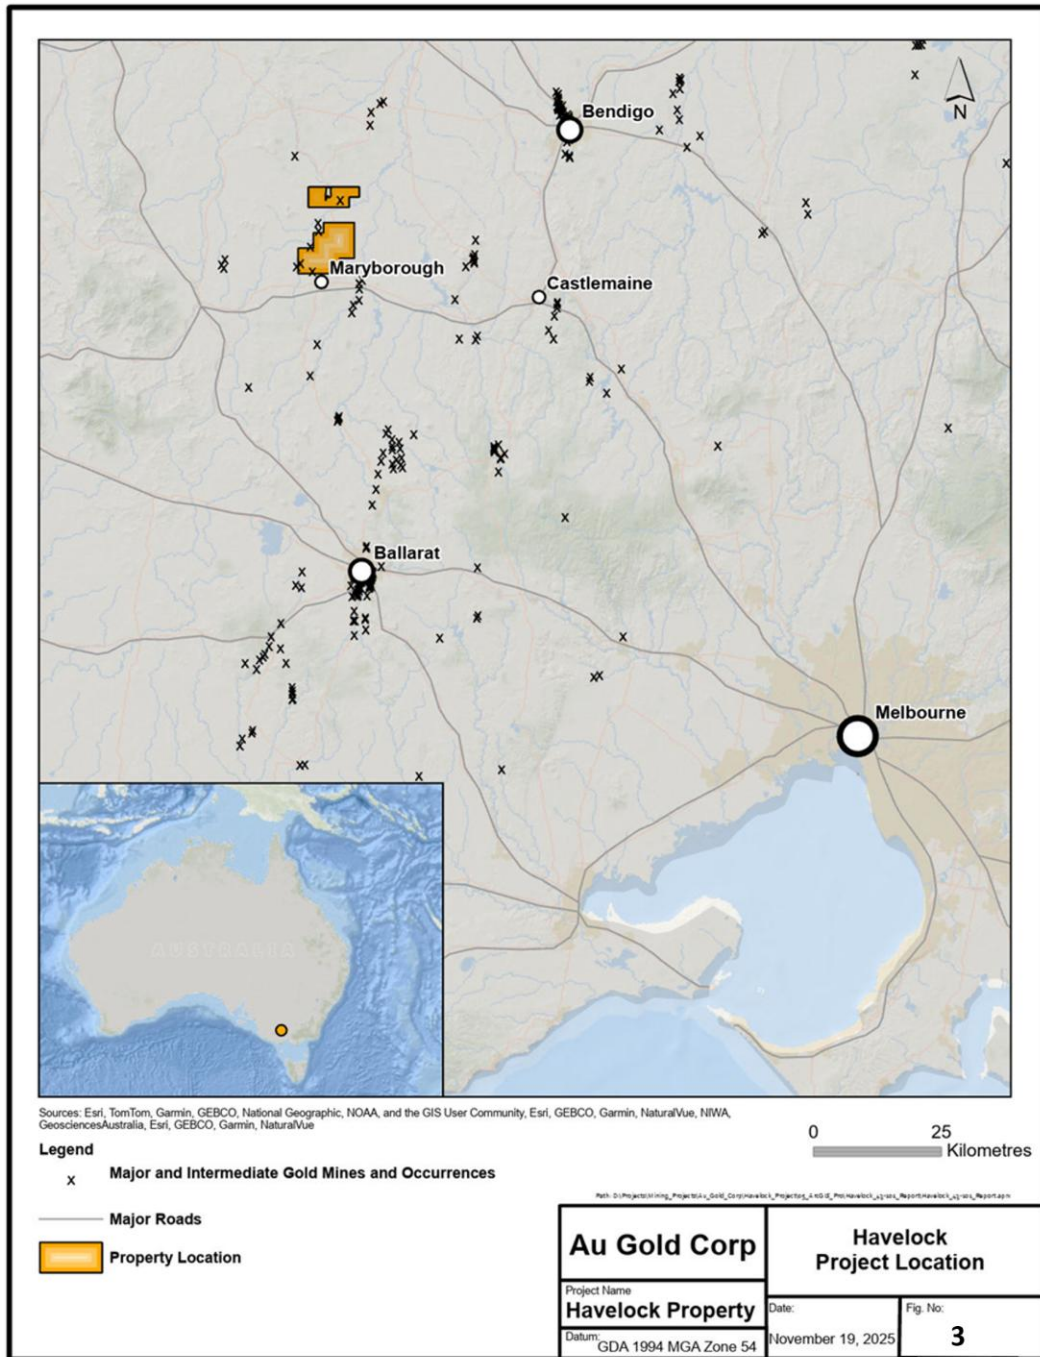 N
Bendigo
Maryborough
Castlemaine
Ballarat
Melbourne
AUSTRALIA
Sources: Esri, TomTom, Garmin, GEBCO, National Geographic, NOAA, and the GIS User Community, Esri, GEBCO, Garmin, NaturalVue, NIWA,
GeosciencesAustralia, Esri, GEBCO, Garmin, NaturalVue
0 25
Kilometres
Legend
x Major and Intermediate Gold Mines and Occurrences
Major Roads
Property Location
Au Gold Corp
Havelock
Project Location
Project Name
Havelock Property
Date:
November 19, 2025
Fig. No:
3
Datum:
GDA 1994 MGA Zone 54